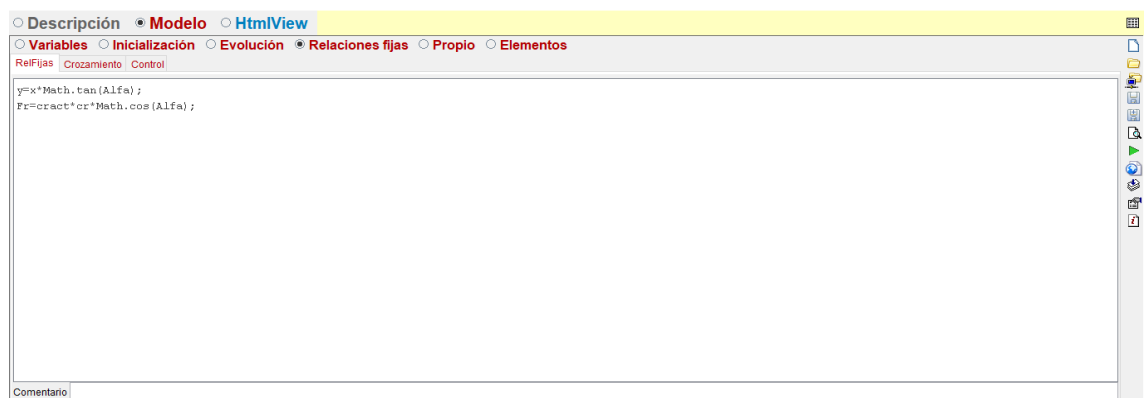 Descripción Modelo HtmlView
Variables Inicialización Evolución Relaciones fijas Propio Elementos
RelFijas Crozamiento Control
y=x*Math.tan(Alfa);
Fr=cract*cr*Math.cos(Alfa);
Comentario